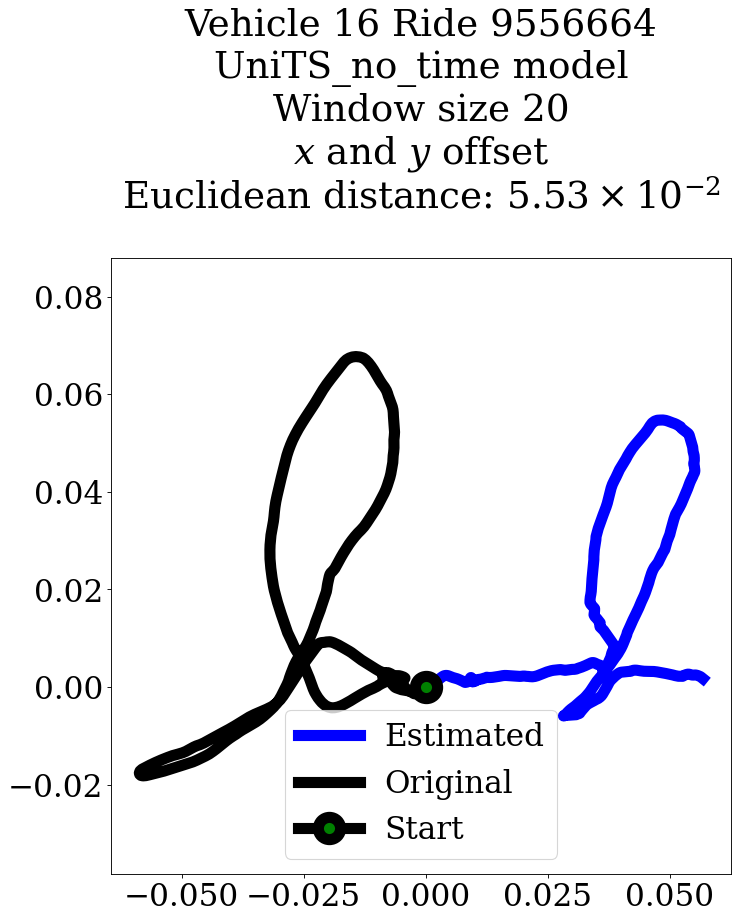 Vehicle 16 Ride 9556664
UniTS_no_time model
Window size 20
x and y offset
Euclidean distance: 5.53 × 10⁻²
0.08
0.06
0.04
0.02
0.00
−0.02
Estimated
Original
Start
−0.050 −0.025 0.000 0.025 0.050